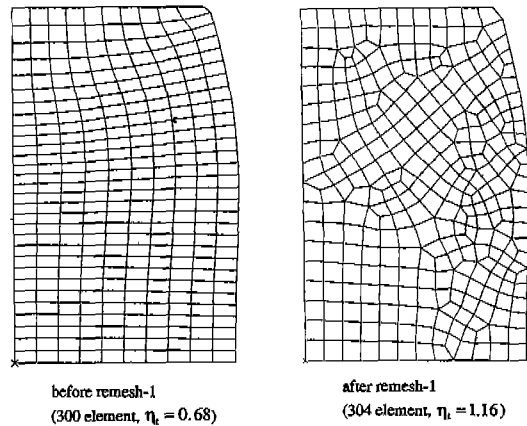 before remesh-1
(300 element, ηₜ = 0.68)
after remesh-1
(304 element, ηₜ = 1.16)